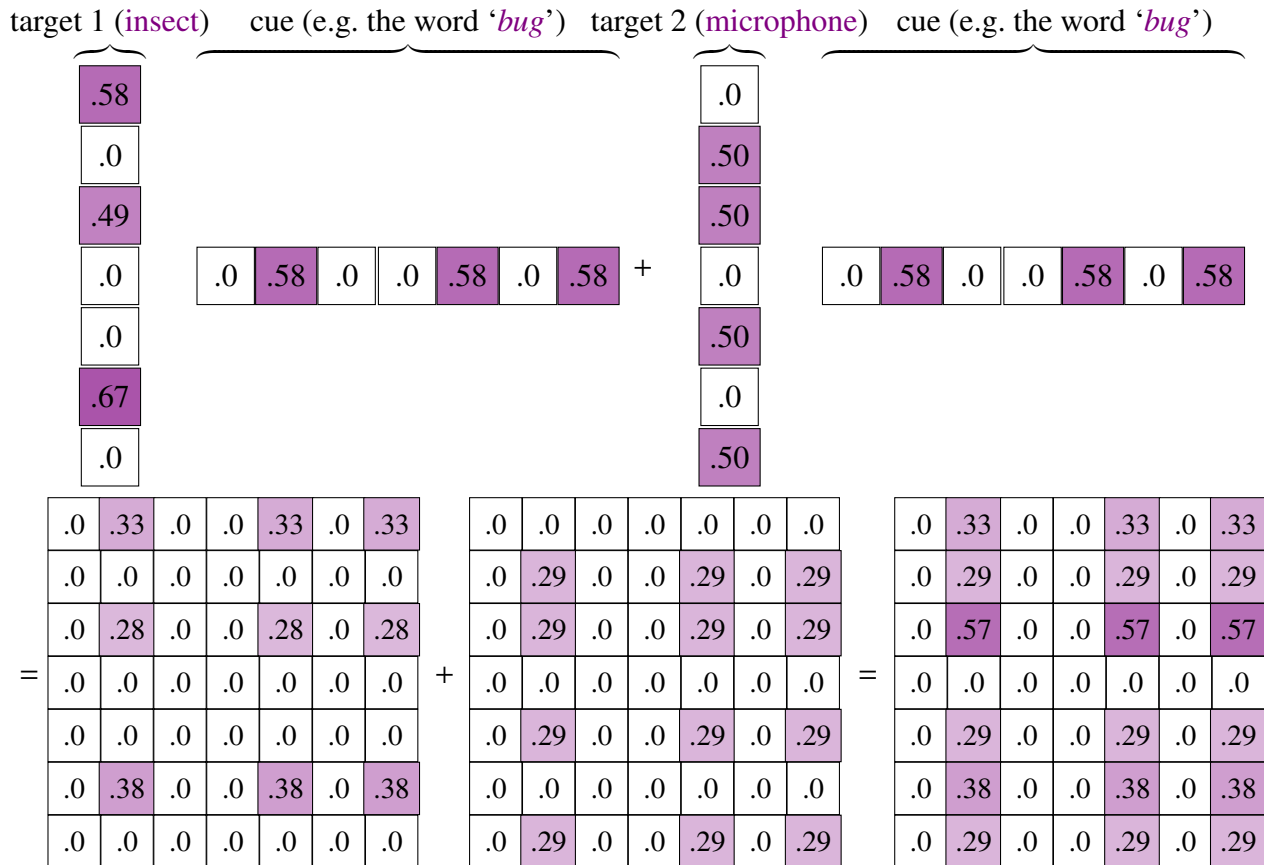 target 1 (insect) cue (e.g. the word ‘bug’) target 2 (microphone) cue (e.g. the word ‘bug’)
.58 .0
.0 .50
.49 .50
.0 .0 .58 .0 .0 .58 .0 .58 + .0 .0 .58 .0 .0 .58 .0 .58
.0 .50
.67 .0
.0 .50
.0 .33 .0 .0 .33 .0 .33 .0 .0 .0 .0 .0 .0 .0 .0 .33 .0 .0 .33 .0 .33
.0 .0 .0 .0 .0 .0 .0 .0 .29 .0 .0 .29 .0 .29 .0 .29 .0 .0 .29 .0 .29
.0 .28 .0 .0 .28 .0 .28 .0 .29 .0 .0 .29 .0 .29 .0 .57 .0 .0 .57 .0 .57
= .0 .0 .0 .0 .0 .0 .0 + .0 .0 .0 .0 .0 .0 .0 = .0 .0 .0 .0 .0 .0 .0
.0 .0 .0 .0 .0 .0 .0 .0 .29 .0 .0 .29 .0 .29 .0 .29 .0 .0 .29 .0 .29
.0 .38 .0 .0 .38 .0 .38 .0 .0 .0 .0 .0 .0 .0 .0 .38 .0 .0 .38 .0 .38
.0 .0 .0 .0 .0 .0 .0 .0 .29 .0 .0 .29 .0 .29 .0 .29 .0 .0 .29 .0 .29